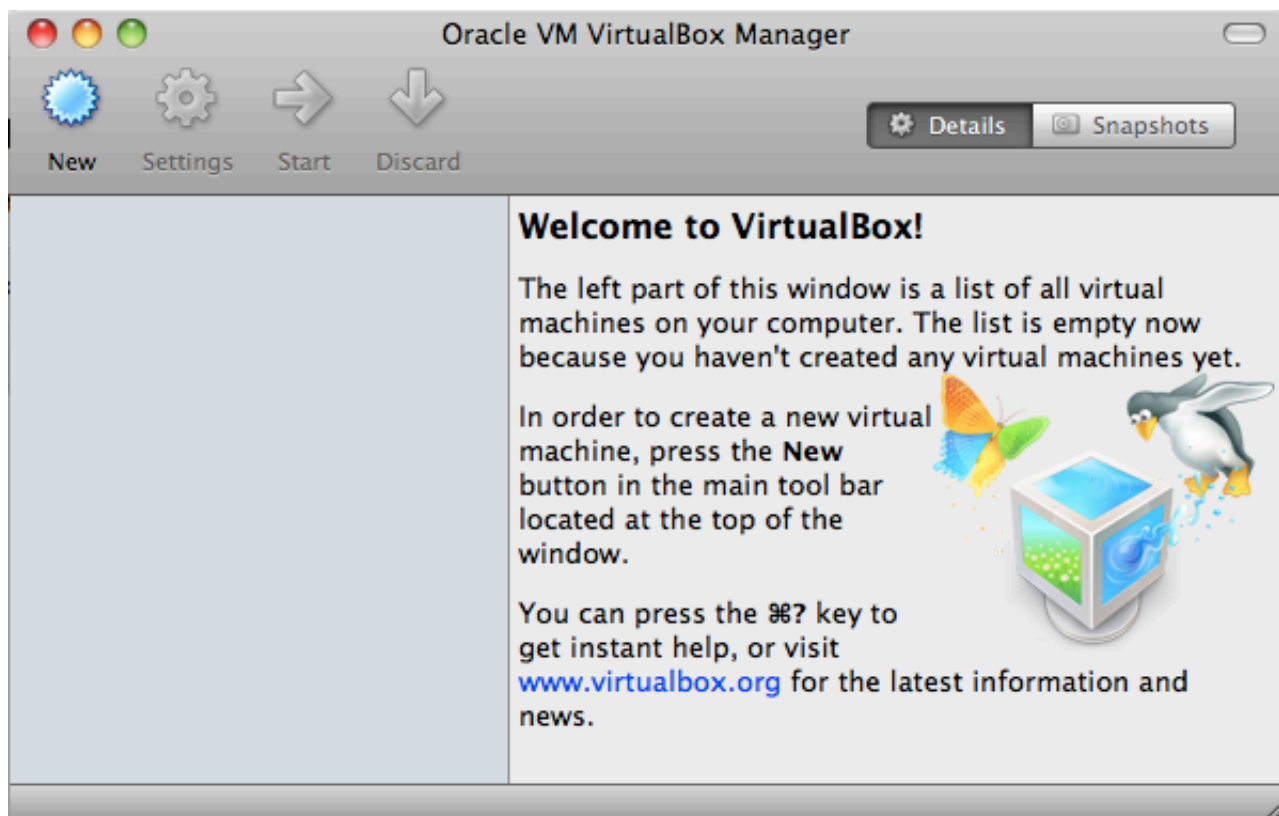 Oracle VM VirtualBox Manager
New Settings Start Discard
Details Snapshots
Welcome to VirtualBox!
The left part of this window is a list of all virtual
machines on your computer. The list is empty now
because you haven't created any virtual machines yet.
In order to create a new virtual
machine, press the New
button in the main tool bar
located at the top of the
window.
You can press the ⌘? key to
get instant help, or visit
www.virtualbox.org for the latest information and
news.